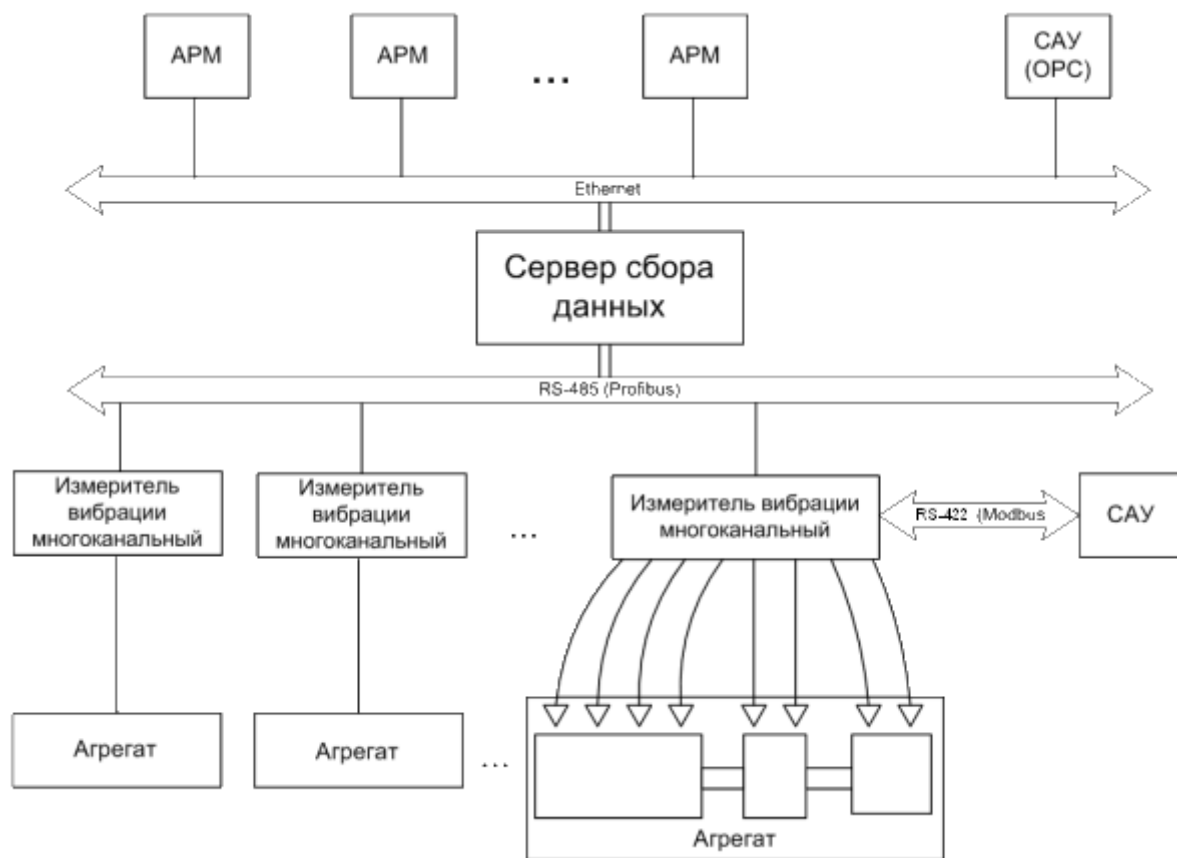 АРМ
АРМ
...
АРМ
САУ
(ОРС)
Ethernet
Сервер сбора
данных
RS-485 (Profibus)
Измеритель
вибрации
многоканальный
Измеритель
вибрации
многоканальный
...
Измеритель вибрации
многоканальный
RS-422 (Modbus
САУ
Агрегат
Агрегат
...
Агрегат